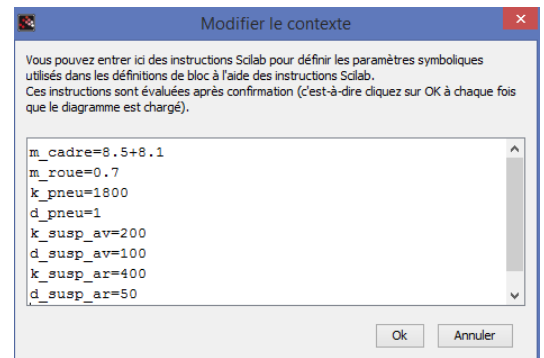 Modifier le contexte
Vous pouvez entrer ici des instructions Scilab pour définir les paramètres symboliques
utilisés dans les définitions de bloc à l'aide des instructions Scilab.
Ces instructions sont évaluées après confirmation (c'est-à-dire cliquez sur OK à chaque fois
que le diagramme est chargé).
m_cadre=8.5+8.1
m_roue=0.7
k_pneu=1800
d_pneu=1
k_susp_av=200
d_susp_av=100
k_susp_ar=400
d_susp_ar=50
Ok Annuler